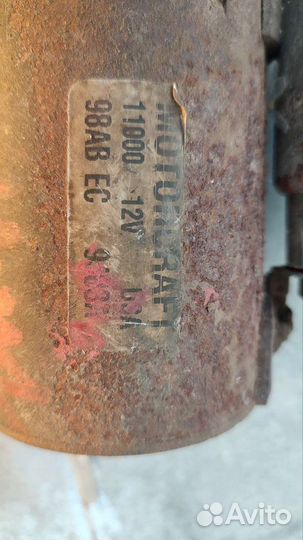 MOTORCRAFT
11000 12V
98AB EC
Avito